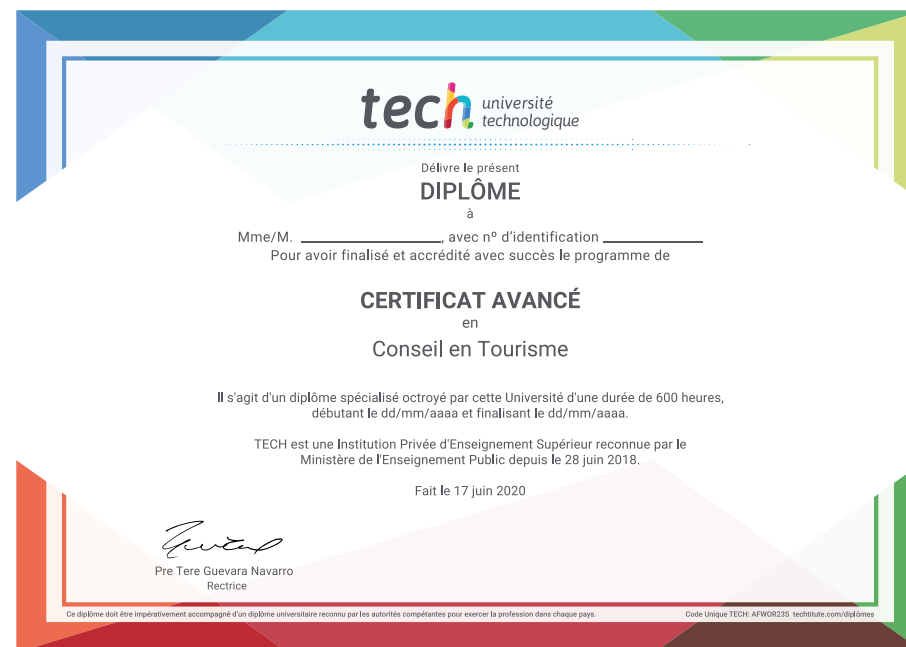 tech université
technologique
Délivre le présent
DIPLÔME
à
Mme/M. ____________________, avec nº d'identification ______________
Pour avoir finalisé et accrédité avec succès le programme de
CERTIFICAT AVANCÉ
en
Conseil en Tourisme
Il s'agit d'un diplôme spécialisé octroyé par cette Université d'une durée de 600 heures,
débutant le dd/mm/aaaa et finalisant le dd/mm/aaaa.
TECH est une Institution Privée d'Enseignement Supérieur reconnue par le
Ministère de l'Enseignement Public depuis le 28 juin 2018.
Fait le 17 juin 2020
Pre Tere Guevara Navarro
Rectrice
Ce diplôme doit être impérativement accompagné d'un diplôme universitaire reconnu par les autorités compétentes pour exercer la profession dans chaque pays.
Code Unique TECH: AFWOR23S techtitute.com/diplômes